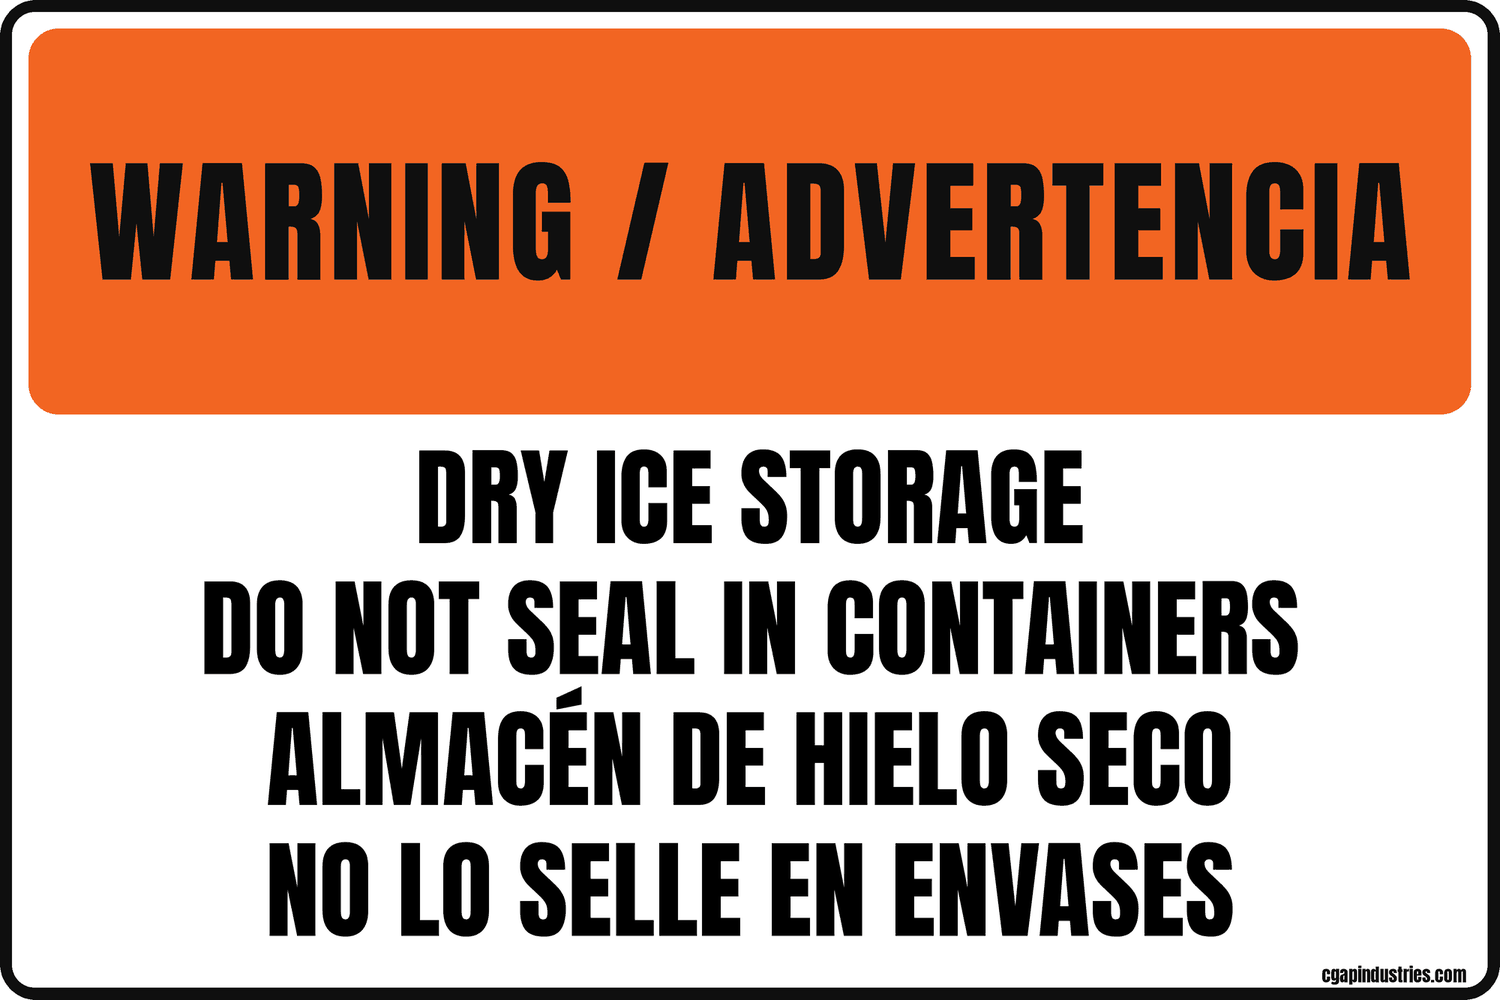 WARNING / ADVERTENCIA
DRY ICE STORAGE
DO NOT SEAL IN CONTAINERS
ALMACÉN DE HIELO SECO
NO LO SELLE EN ENVASES
cgapindustries.com